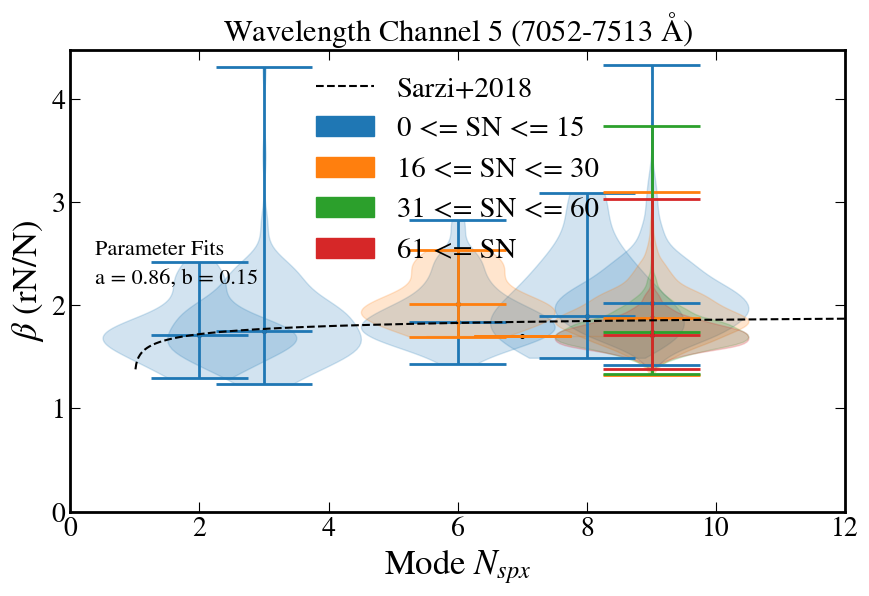 Wavelength Channel 5 (7052-7513 Å)
Sarzi+2018
0 <= SN <= 15
16 <= SN <= 30
31 <= SN <= 60
61 <= SN
Parameter Fits
a = 0.86, b = 0.15
β (rN/N)
4
3
2
1
0
0 2 4 6 8 10 12
Mode N_{spx}